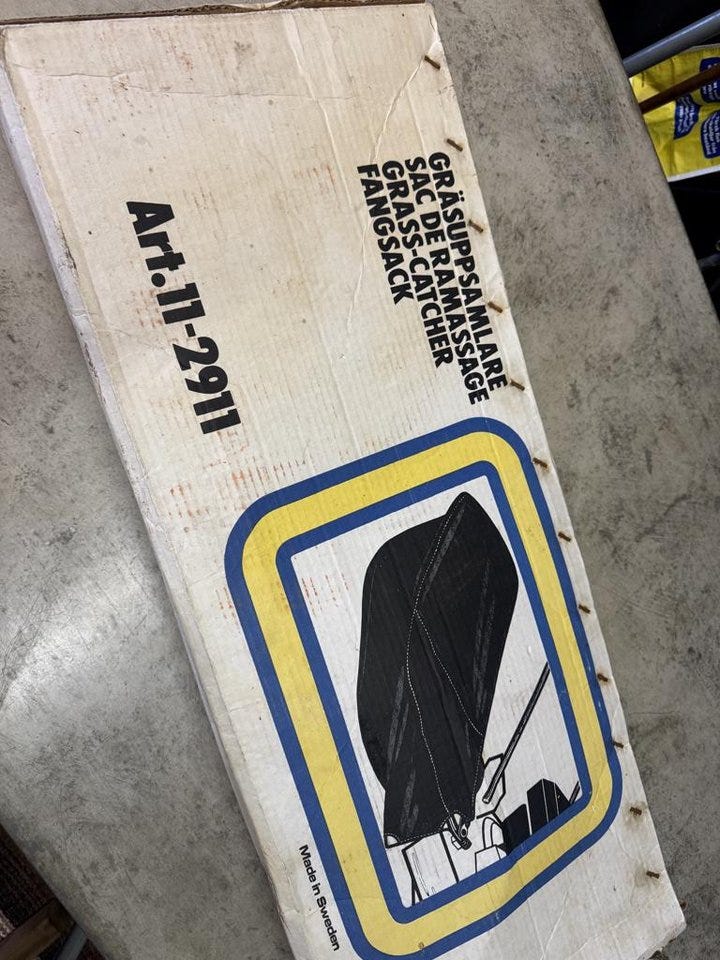 GRÄSUPPSAMLARE
SAC DE RAMASSAGE
GRASS-CATCHER
FANGSACK
Art.11-2911
Made in Sweden